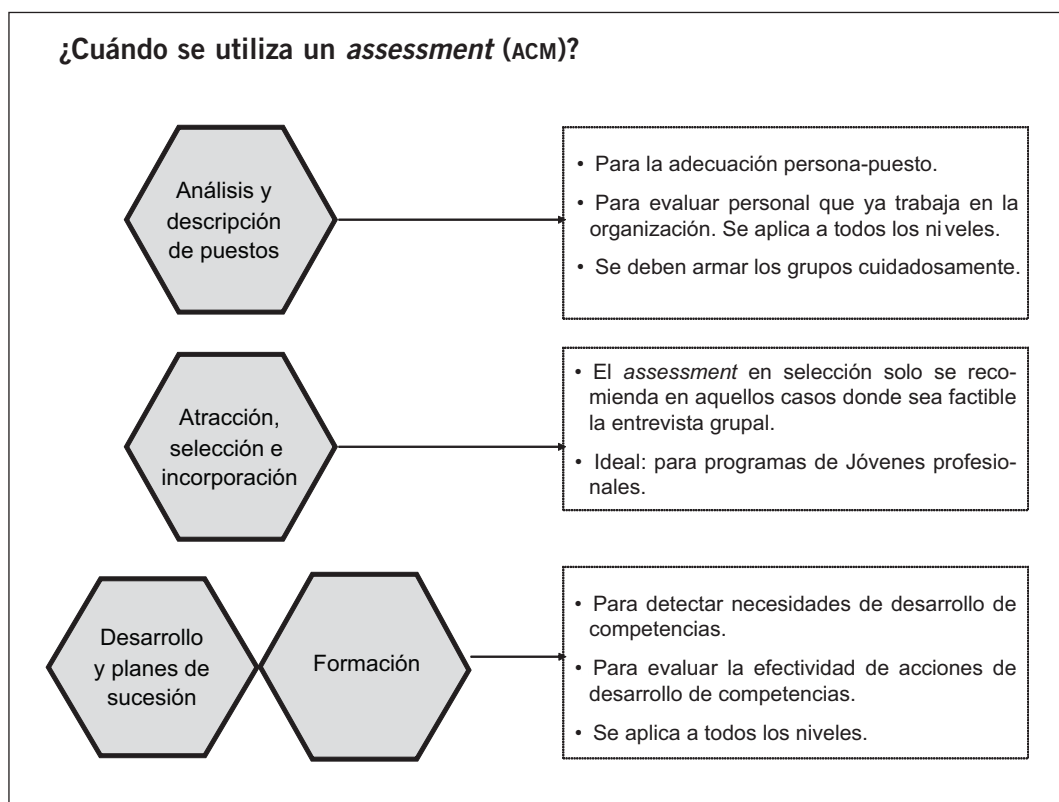 ¿Cuándo se utiliza un assessment (ACM)?
Análisis y
descripción
de puestos
• Para la adecuación persona-puesto.
• Para evaluar personal que ya trabaja en la
organización. Se aplica a todos los niveles.
• Se deben armar los grupos cuidadosamente.
Atracción,
selección e
incorporación
• El assessment en selección solo se reco-
mienda en aquellos casos donde sea factible
la entrevista grupal.
• Ideal: para programas de Jóvenes profesio-
nales.
Desarrollo
y planes de
sucesión
Formación
• Para detectar necesidades de desarrollo de
competencias.
• Para evaluar la efectividad de acciones de
desarrollo de competencias.
• Se aplica a todos los niveles.